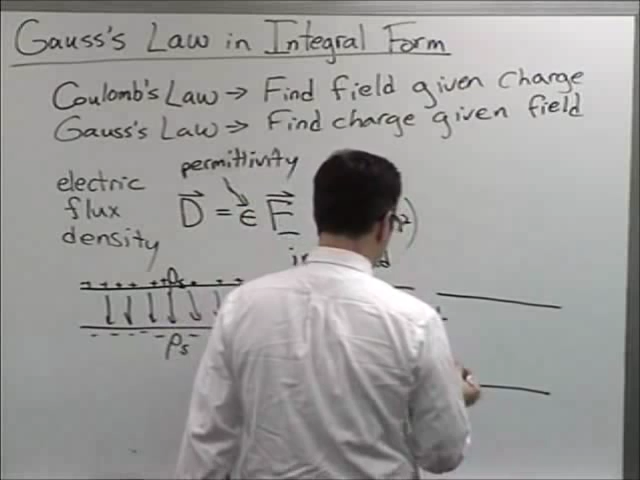 Gauss's Law in Integral Form
Coulomb's Law → Find field given charge
Gauss's Law → Find charge given field
permittivity
electric
flux
density
D = ϵ E
+ + + + ρs + +
- - - - - -
ρs